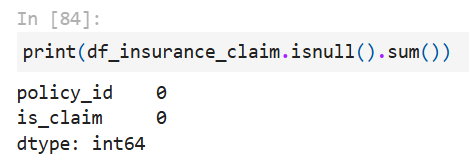 In [84]:
print(df_insurance_claim.isnull().sum())
policy_id    0
is_claim     0
dtype: int64